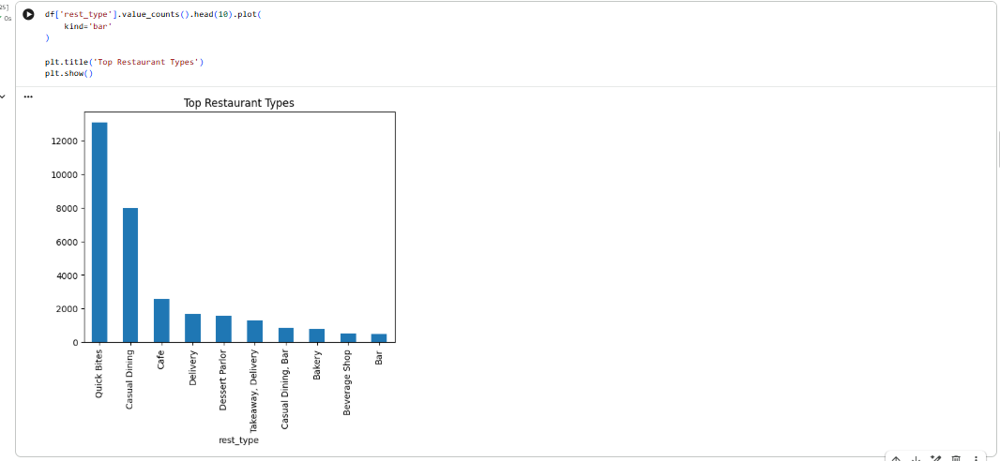 25]
0s
df['rest_type'].value_counts().head(10).plot(
kind='bar'
)
plt.title('Top Restaurant Types')
plt.show()
Top Restaurant Types
12000
10000
8000
6000
4000
2000
0
Quick Bites
Casual Dining
Cafe
Delivery
Dessert Parlor
Takeaway, Delivery
Casual Dining, Bar
Bakery
Beverage Shop
Bar
rest_type